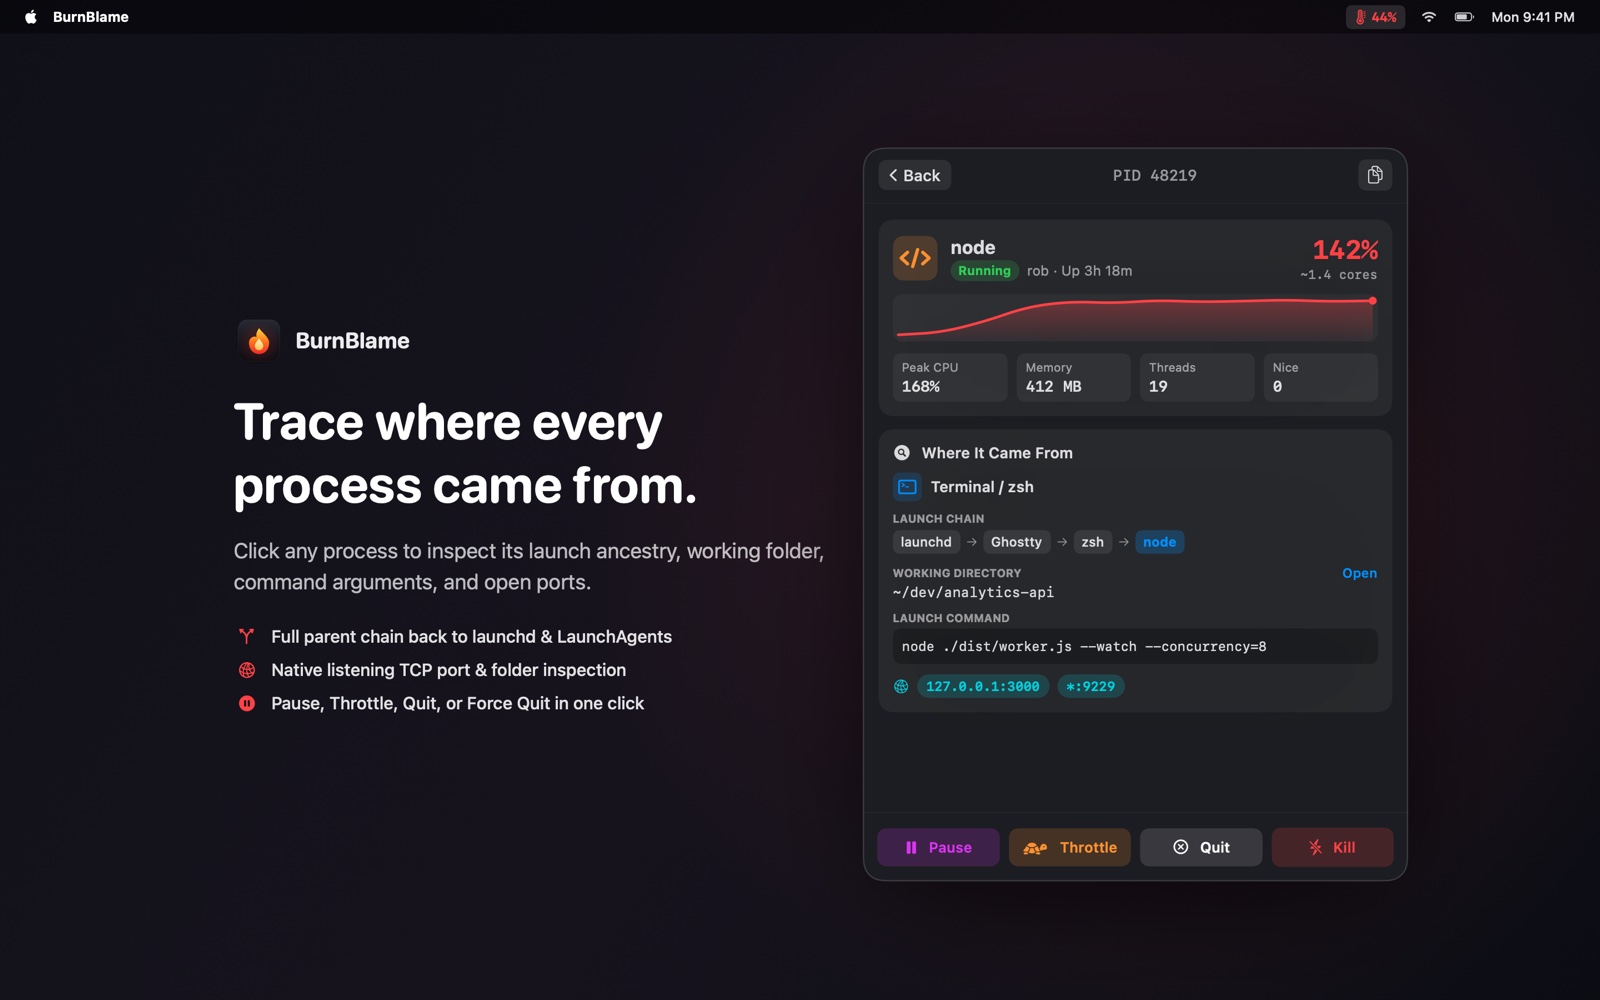 BurnBlame
44%
Mon 9:41 PM
BurnBlame
Trace where every
process came from.
Click any process to inspect its launch ancestry, working folder,
command arguments, and open ports.
Full parent chain back to launchd & LaunchAgents
Native listening TCP port & folder inspection
Pause, Throttle, Quit, or Force Quit in one click
Back
PID 48219
node
142%
Running rob · Up 3h 18m
~1.4 cores
Peak CPU
168%
Memory
412 MB
Threads
19
Nice
0
Where It Came From
Terminal / zsh
LAUNCH CHAIN
launchd → Ghostty → zsh → node
WORKING DIRECTORY
Open
~/dev/analytics-api
LAUNCH COMMAND
node ./dist/worker.js --watch --concurrency=8
127.0.0.1:3000 *:9229
Pause
Throttle
Quit
Kill